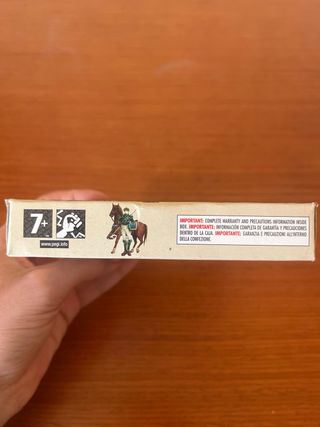 7+
www.pegi.info
IMPORTANT: COMPLETE WARRANTY AND PRECAUTIONS INFORMATION INSIDE
BOX. IMPORTANTE: INFORMACIÓN COMPLETA DE GARANTÍA Y PRECAUCIONES
DENTRO DE LA CAJA. IMPORTANTE: GARANZIA E PRECAUZIONI ALL'INTERNO
DELLA CONFEZIONE.